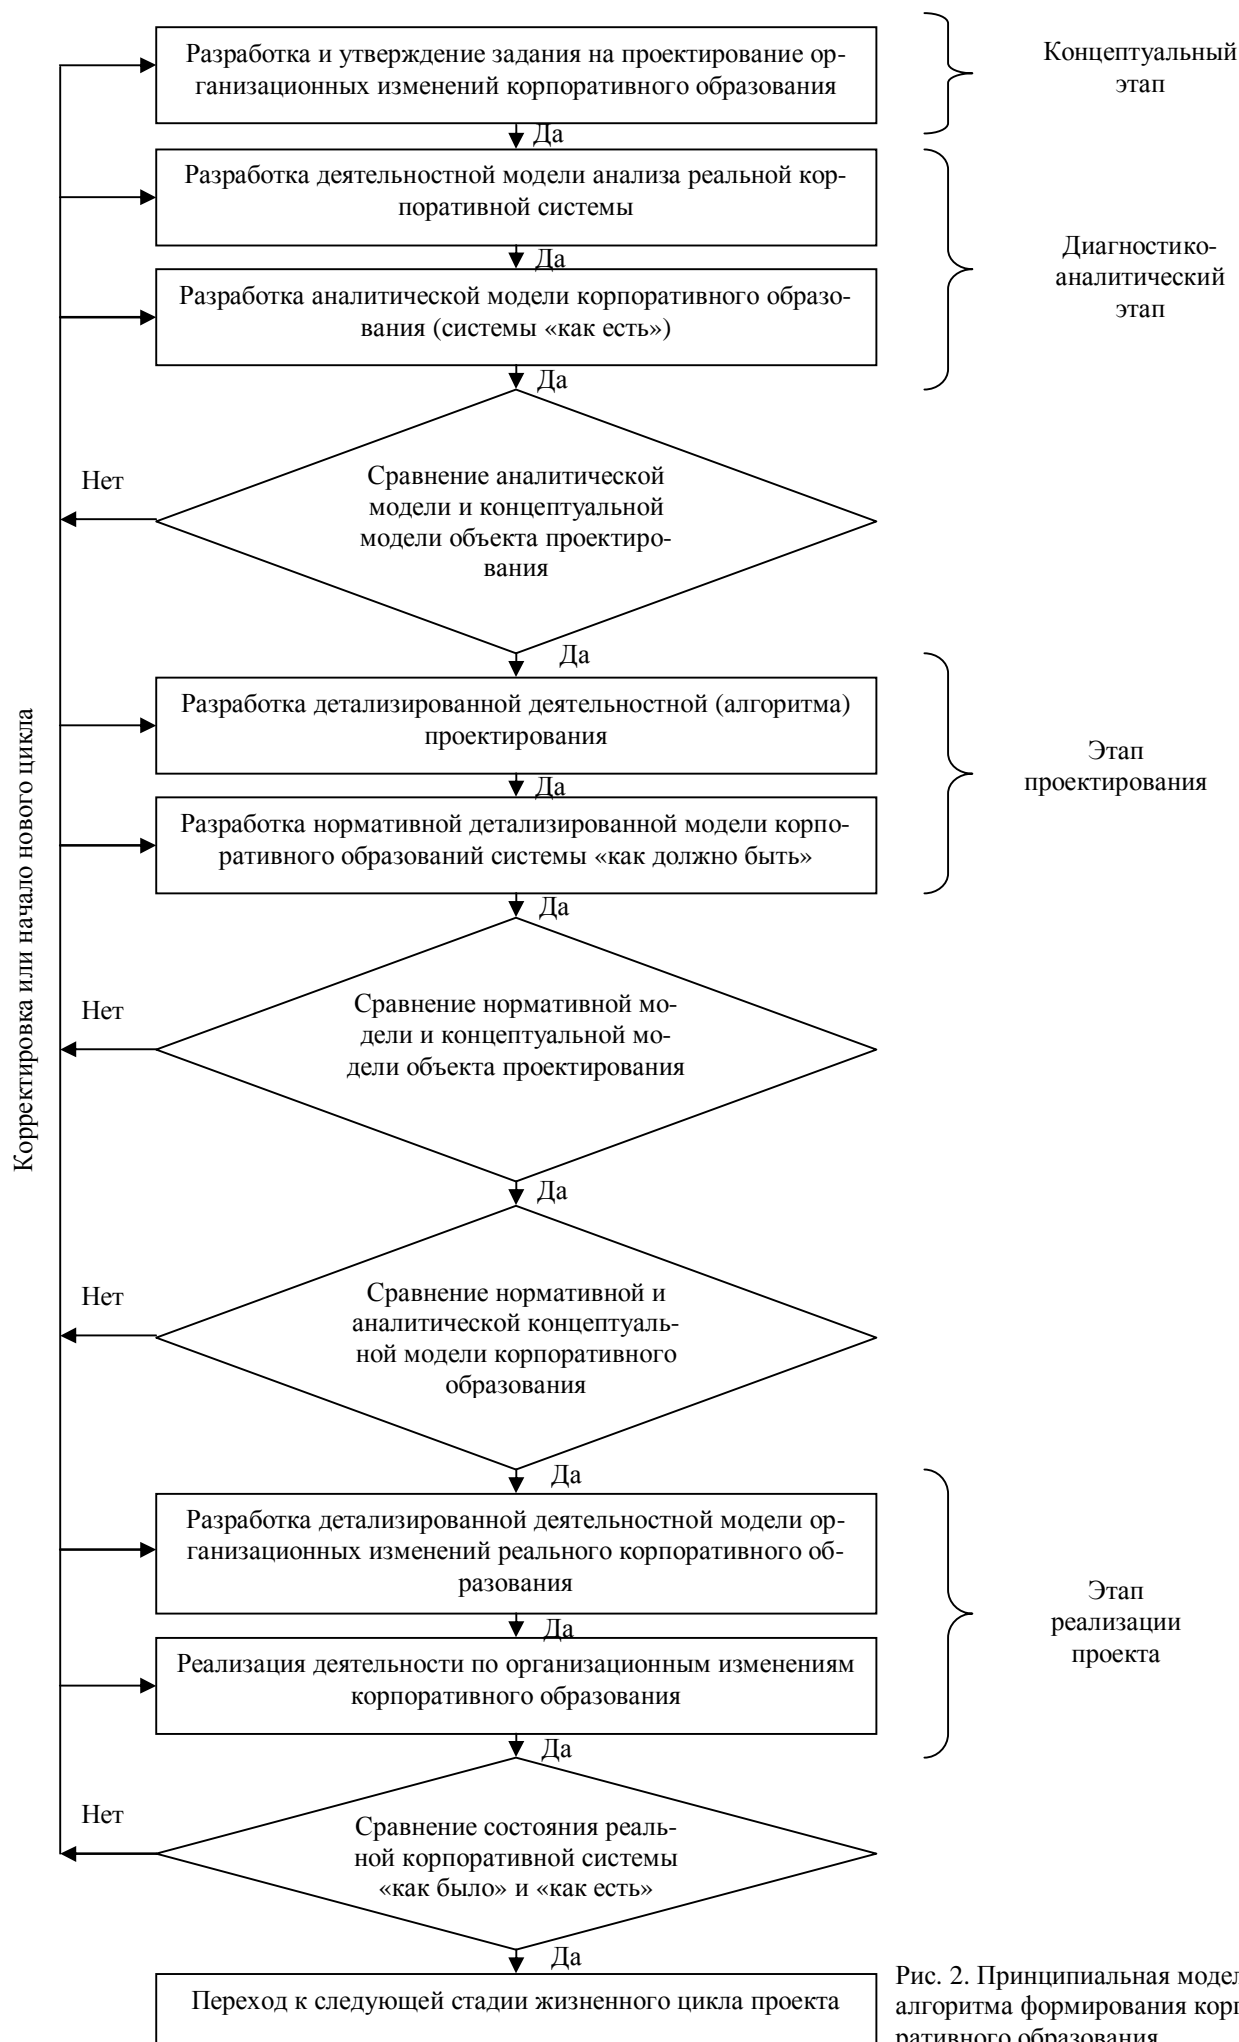 Разработка и утверждение задания на проектирование ор-
ганизационных изменений корпоративного образования
Концептуальный
этап
Да
Разработка деятельностной модели анализа реальной кор-
поративной системы
Да
Диагностико-
аналитический
этап
Разработка аналитической модели корпоративного образо-
вания (системы «как есть»)
Да
Нет
Сравнение аналитической
модели и концептуальной
модели объекта проектиро-
вания
Да
Разработка детализированной деятельностной (алгоритма)
проектирования
Этап
проектирования
Да
Разработка нормативной детализированной модели корпо-
ративного образований системы «как должно быть»
Да
Корректировка или начало нового цикла
Нет
Сравнение нормативной мо-
дели и концептуальной мо-
дели объекта проектирования
Да
Нет
Сравнение нормативной и
аналитической концептуаль-
ной модели корпоративного
образования
Да
Разработка детализированной деятельностной модели ор-
ганизационных изменений реального корпоративного об-
разования
Этап
реализации
проекта
Да
Реализация деятельности по организационным изменениям
корпоративного образования
Да
Нет
Сравнение состояния реаль-
ной корпоративной системы
«как было» и «как есть»
Да
Переход к следующей стадии жизненного цикла проекта
Рис. 2. Принципиальная модел
алгоритма формирования корп
ративного образования